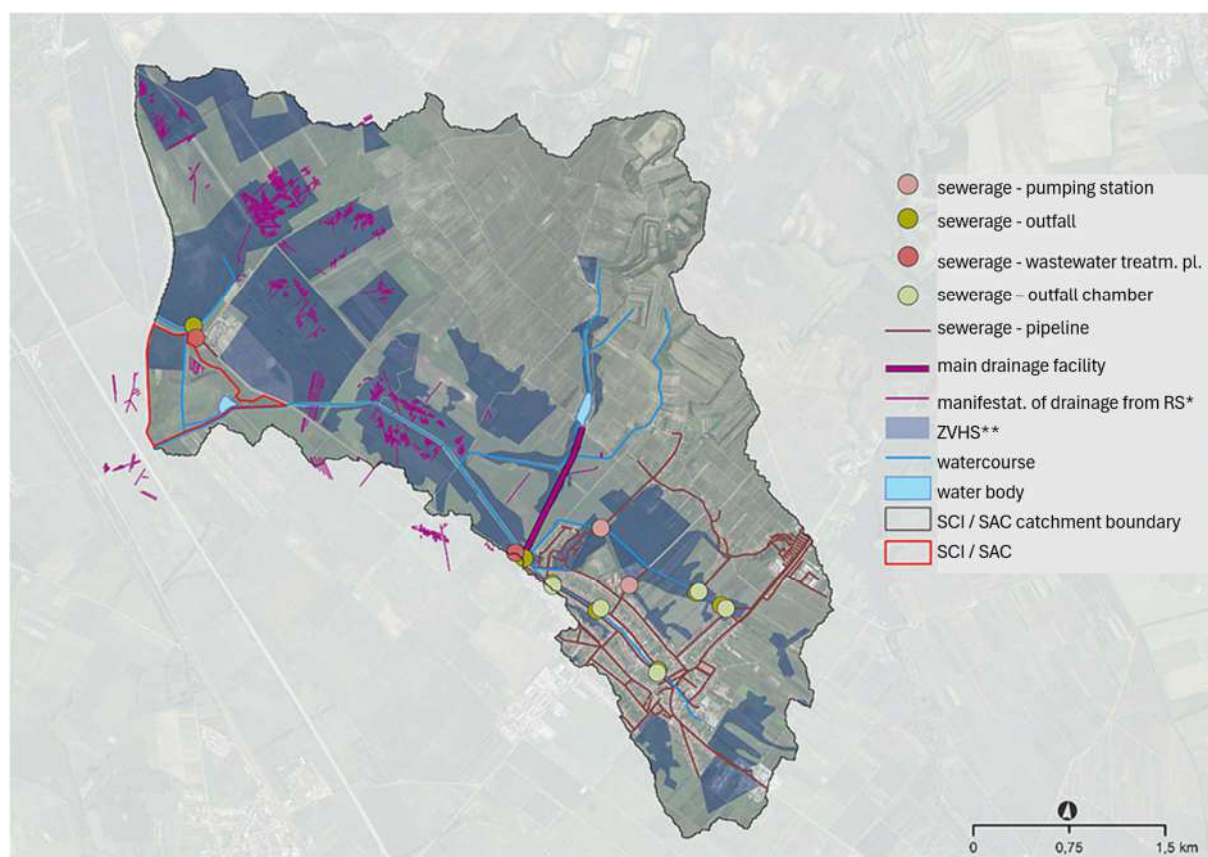 sewerage - pumping station
sewerage - outfall
sewerage - wastewater treatm. pl.
sewerage – outfall chamber
sewerage - pipeline
main drainage facility
manifestat. of drainage from RS*
ZVHS**
watercourse
water body
SCI / SAC catchment boundary
SCI / SAC
0 0,75 1,5 km